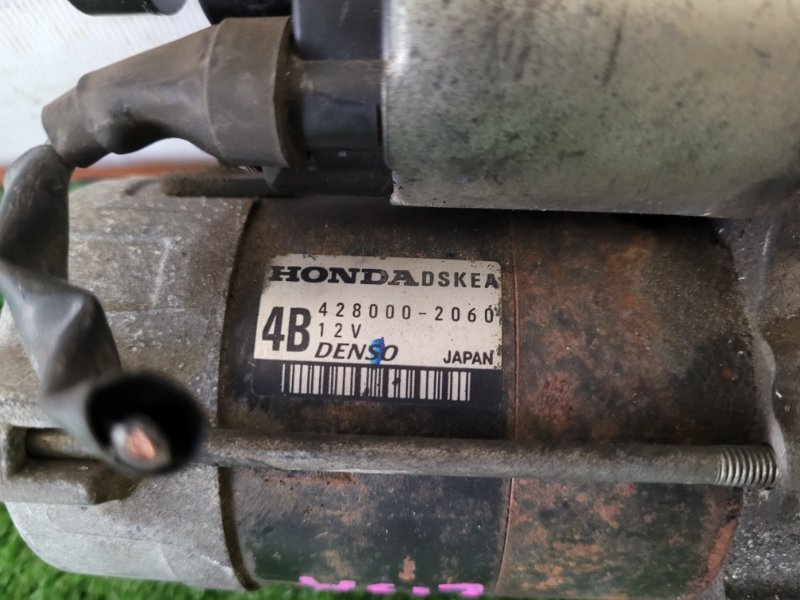 HONDA DSKEA
4B 428000-2060
12V
DENSO JAPAN